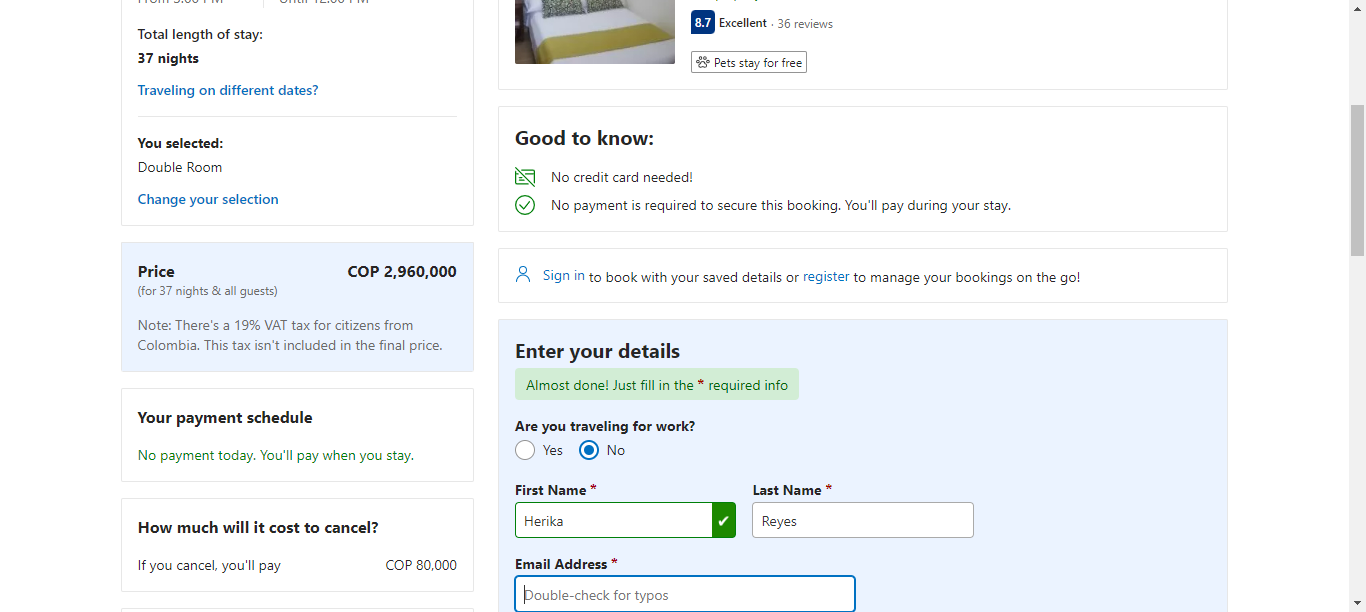 From 3:00 PM
Until 12:00 PM
Total length of stay:
37 nights
Traveling on different dates?
You selected:
Double Room
Change your selection
Price COP 2,960,000
(for 37 nights & all guests)
Note: There's a 19% VAT tax for citizens from
Colombia. This tax isn't included in the final price.
Your payment schedule
No payment today. You'll pay when you stay.
How much will it cost to cancel?
If you cancel, you'll pay COP 80,000
8.7 Excellent · 36 reviews
Pets stay for free
Good to know:
No credit card needed!
No payment is required to secure this booking. You'll pay during your stay.
Sign in to book with your saved details or register to manage your bookings on the go!
Enter your details
Almost done! Just fill in the * required info
Are you traveling for work?
Yes No
First Name * Last Name *
Herika Reyes
Email Address *
Double-check for typos